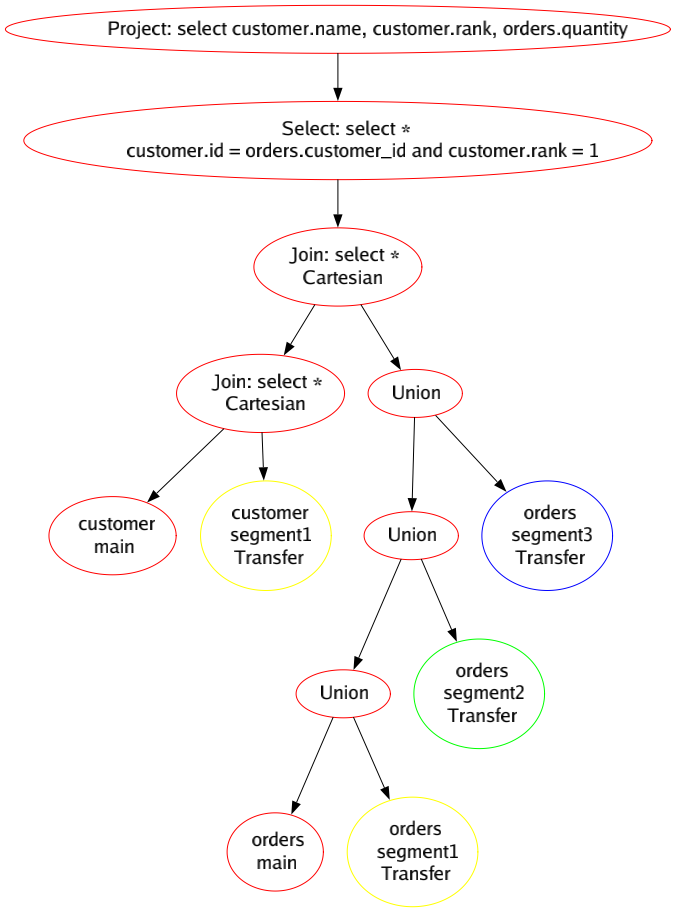 Project: select customer.name, customer.rank, orders.quantity
Select: select *
customer.id = orders.customer_id and customer.rank = 1
Join: select *
Cartesian
Join: select *
Cartesian
Union
customer
main
customer
segment1
Transfer
Union
orders
segment3
Transfer
Union
orders
segment2
Transfer
orders
main
orders
segment1
Transfer